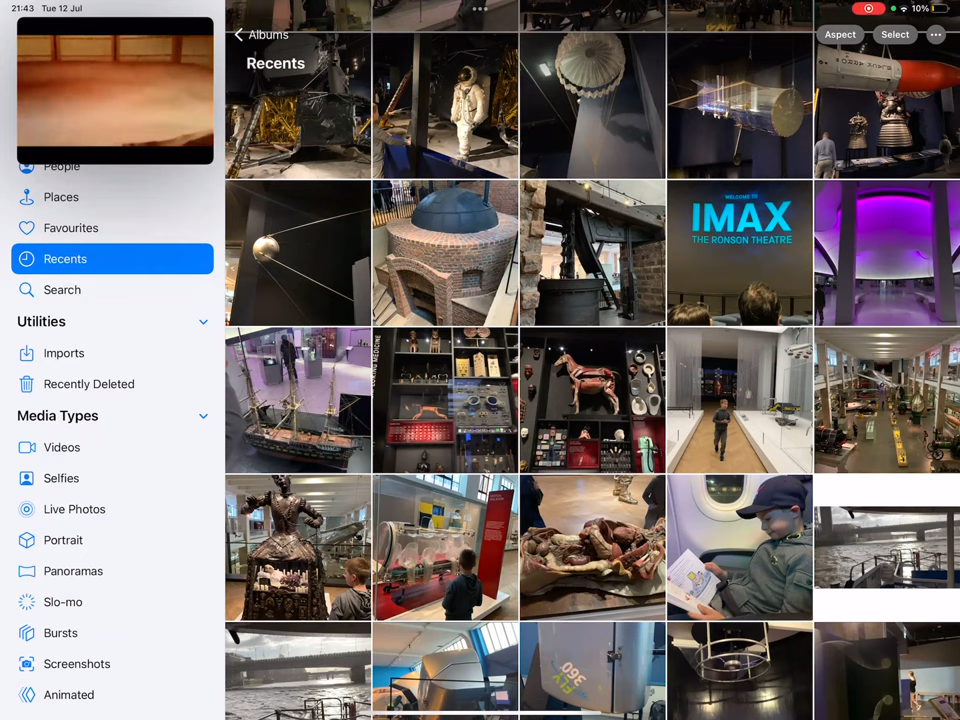 21:43 Tue 12 Jul
10%
Albums
Recents
Aspect
Select
People
Places
Favourites
Recents
Search
Utilities
Imports
Recently Deleted
Media Types
Videos
Selfies
Live Photos
Portrait
Panoramas
Slo-mo
Bursts
Screenshots
Animated
WELCOME TO
IMAX
THE RONSON THEATRE
FLY
360